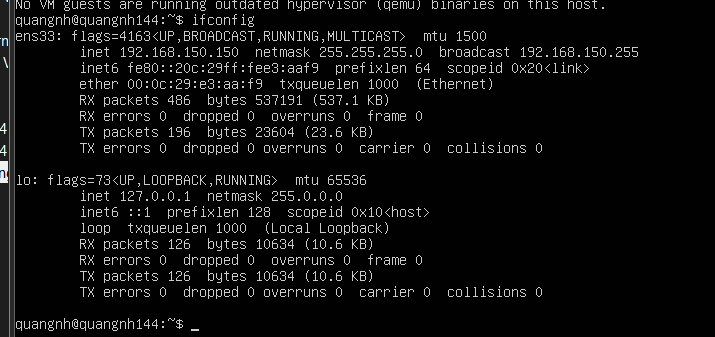 No VM guests are running outdated hypervisor (qemu) binaries on this host.
quangnh@quangnh144:~$ ifconfig
ens33: flags=4163<UP,BROADCAST,RUNNING,MULTICAST>  mtu 1500
        inet 192.168.150.150  netmask 255.255.255.0  broadcast 192.168.150.255
        inet6 fe80::20c:29ff:fee3:aaf9  prefixlen 64  scopeid 0x20<link>
        ether 00:0c:29:e3:aa:f9  txqueuelen 1000  (Ethernet)
        RX packets 486  bytes 537191 (537.1 KB)
        RX errors 0  dropped 0  overruns 0  frame 0
        TX packets 196  bytes 23604 (23.6 KB)
        TX errors 0  dropped 0 overruns 0  carrier 0  collisions 0

lo: flags=73<UP,LOOPBACK,RUNNING>  mtu 65536
        inet 127.0.0.1  netmask 255.0.0.0
        inet6 ::1  prefixlen 128  scopeid 0x10<host>
        loop  txqueuelen 1000  (Local Loopback)
        RX packets 126  bytes 10634 (10.6 KB)
        RX errors 0  dropped 0  overruns 0  frame 0
        TX packets 126  bytes 10634 (10.6 KB)
        TX errors 0  dropped 0 overruns 0  carrier 0  collisions 0

quangnh@quangnh144:~$ _